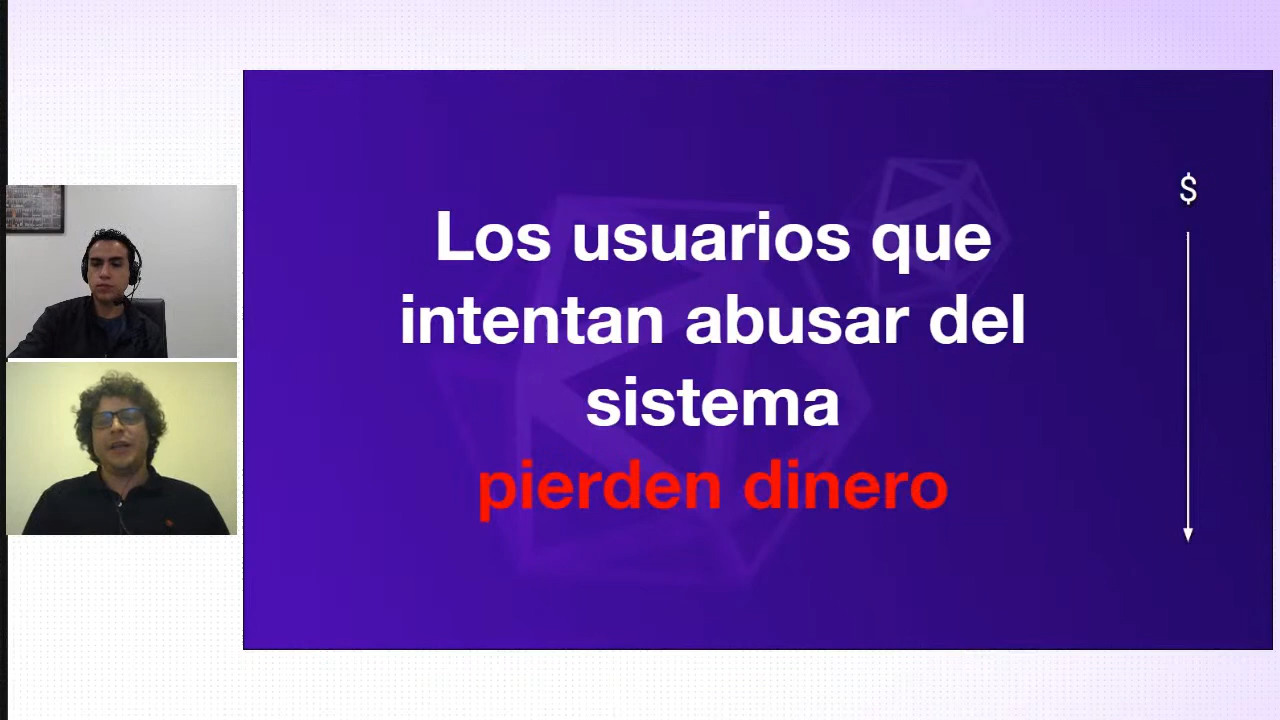 Los usuarios que
intentan abusar del
sistema
pierden dinero
$